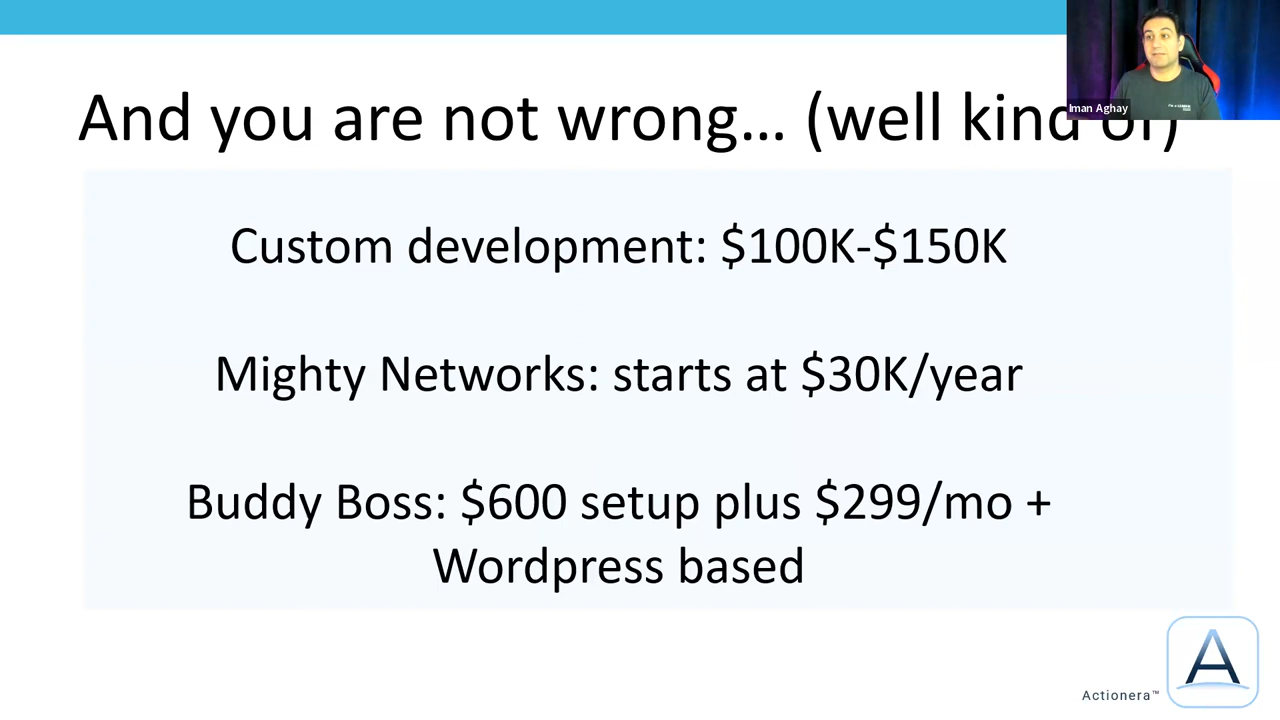 And you are not wrong... (well kind of)
Iman Aghay
Custom development: $100K-$150K
Mighty Networks: starts at $30K/year
Buddy Boss: $600 setup plus $299/mo +
Wordpress based
A
Actionera™